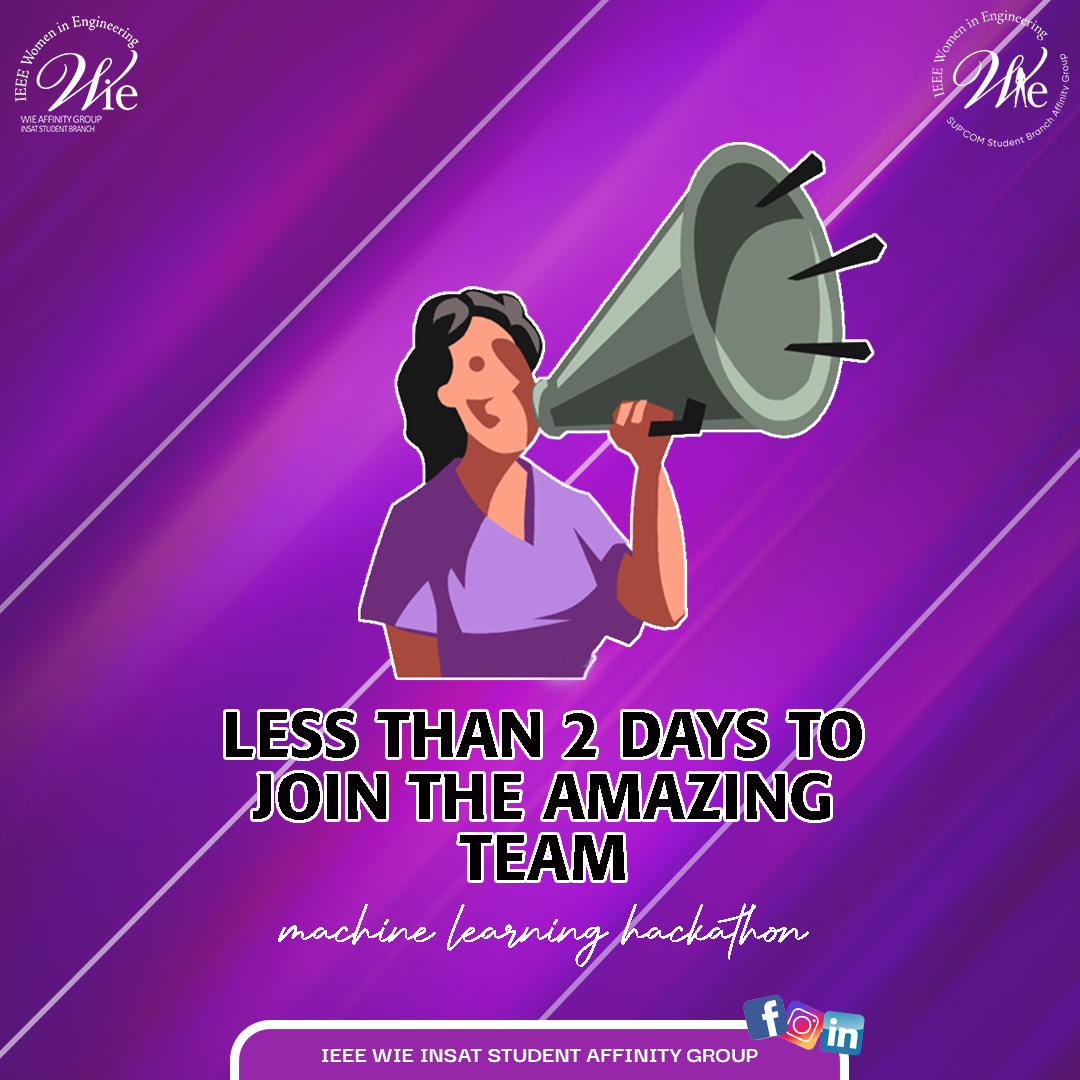 IEEE Women in Engineering
WIE
WIE AFFINITY GROUP
INSAT STUDENT BRANCH
IEEE Women in Engineering
WIE
SUP'COM Student Branch Affinity Group
LESS THAN 2 DAYS TO
JOIN THE AMAZING
TEAM
machine learning hackathon
f
in
IEEE WIE INSAT STUDENT AFFINITY GROUP